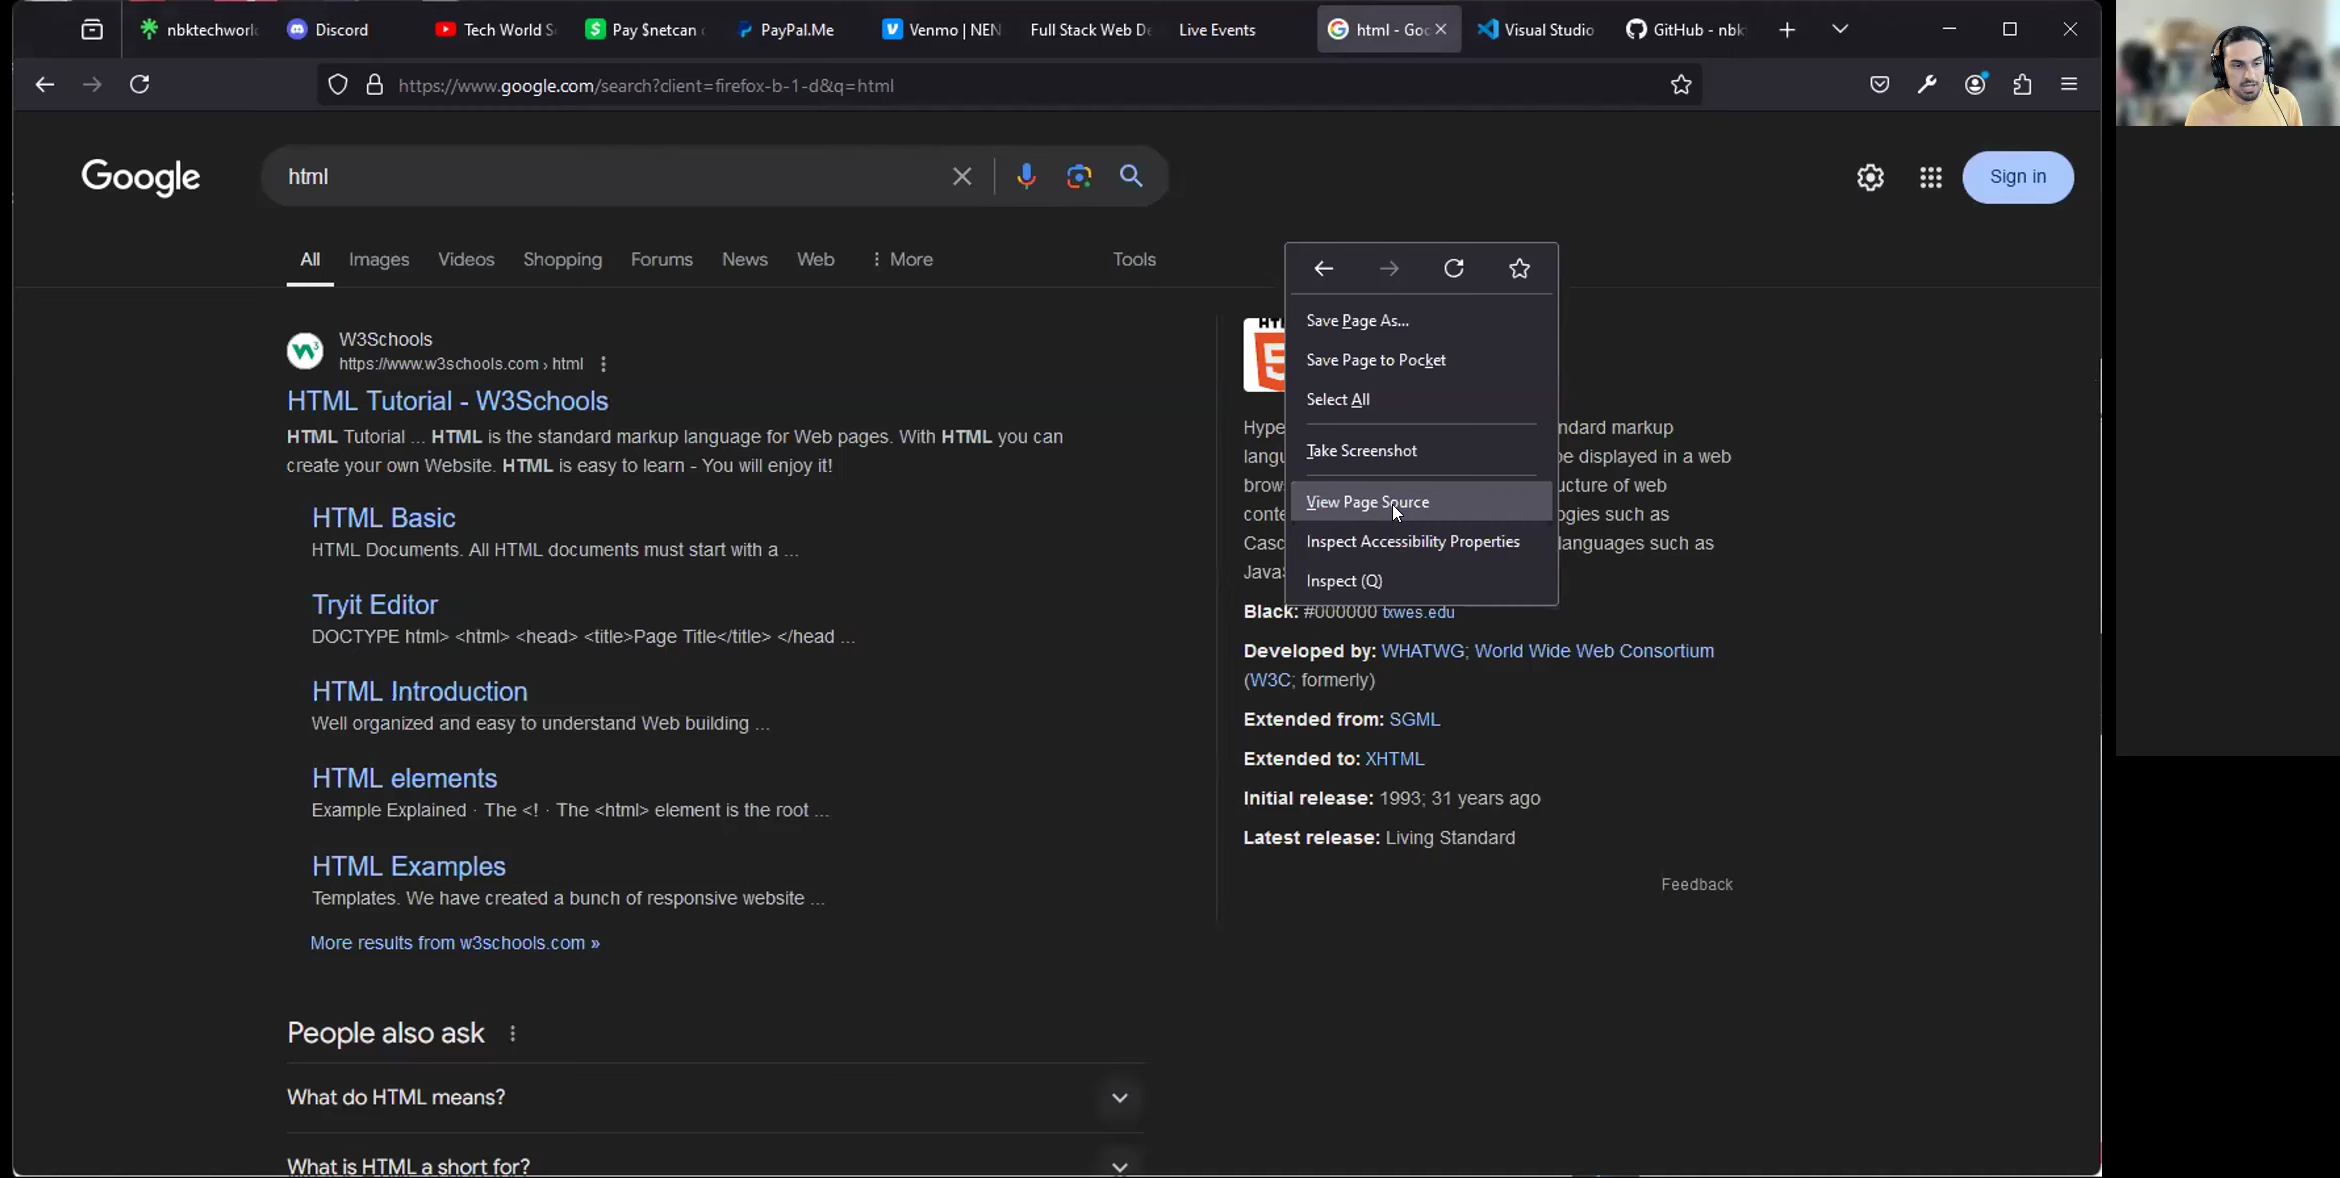 nbktechworl
Discord
Tech World S
Pay $netcan
PayPal.Me
Venmo | NEN
Full Stack Web De
Live Events
html - Goo
Visual Studio
GitHub - nbk
https://www.google.com/search?client=firefox-b-1-d&q=html
Google
html
Sign in
All
Images
Videos
Shopping
Forums
News
Web
More
Tools
W3Schools
https://www.w3schools.com › html
HTML Tutorial - W3Schools
HTML Tutorial ... HTML is the standard markup language for Web pages. With HTML you can
create your own Website. HTML is easy to learn - You will enjoy it!
HTML Basic
HTML Documents. All HTML documents must start with a ...
Tryit Editor
DOCTYPE html> <html> <head> <title>Page Title</title> </head ...
HTML Introduction
Well organized and easy to understand Web building ...
HTML elements
Example Explained · The <! · The <html> element is the root ...
HTML Examples
Templates. We have created a bunch of responsive website ...
More results from w3schools.com »
People also ask
What do HTML means?
What is HTML a short for?
Save Page As...
Save Page to Pocket
Select All
Take Screenshot
View Page Source
Inspect Accessibility Properties
Inspect (Q)
Hype
ndard markup
langu
be displayed in a web
brow
ucture of web
conte
ogies such as
Casc
languages such as
Java
Black: #000000 txwes.edu
Developed by: WHATWG; World Wide Web Consortium
(W3C; formerly)
Extended from: SGML
Extended to: XHTML
Initial release: 1993; 31 years ago
Latest release: Living Standard
Feedback